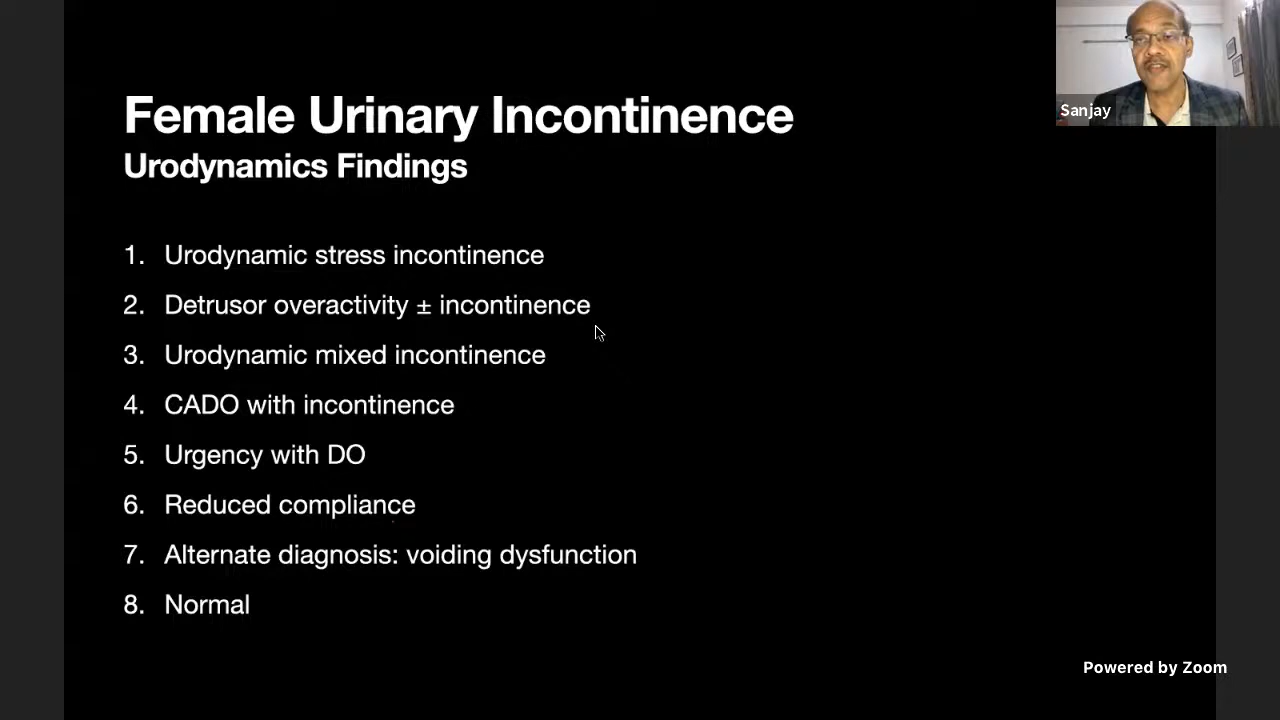 Female Urinary Incontinence
Urodynamics Findings
1. Urodynamic stress incontinence
2. Detrusor overactivity ± incontinence
3. Urodynamic mixed incontinence
4. CADO with incontinence
5. Urgency with DO
6. Reduced compliance
7. Alternate diagnosis: voiding dysfunction
8. Normal
Sanjay
Powered by Zoom